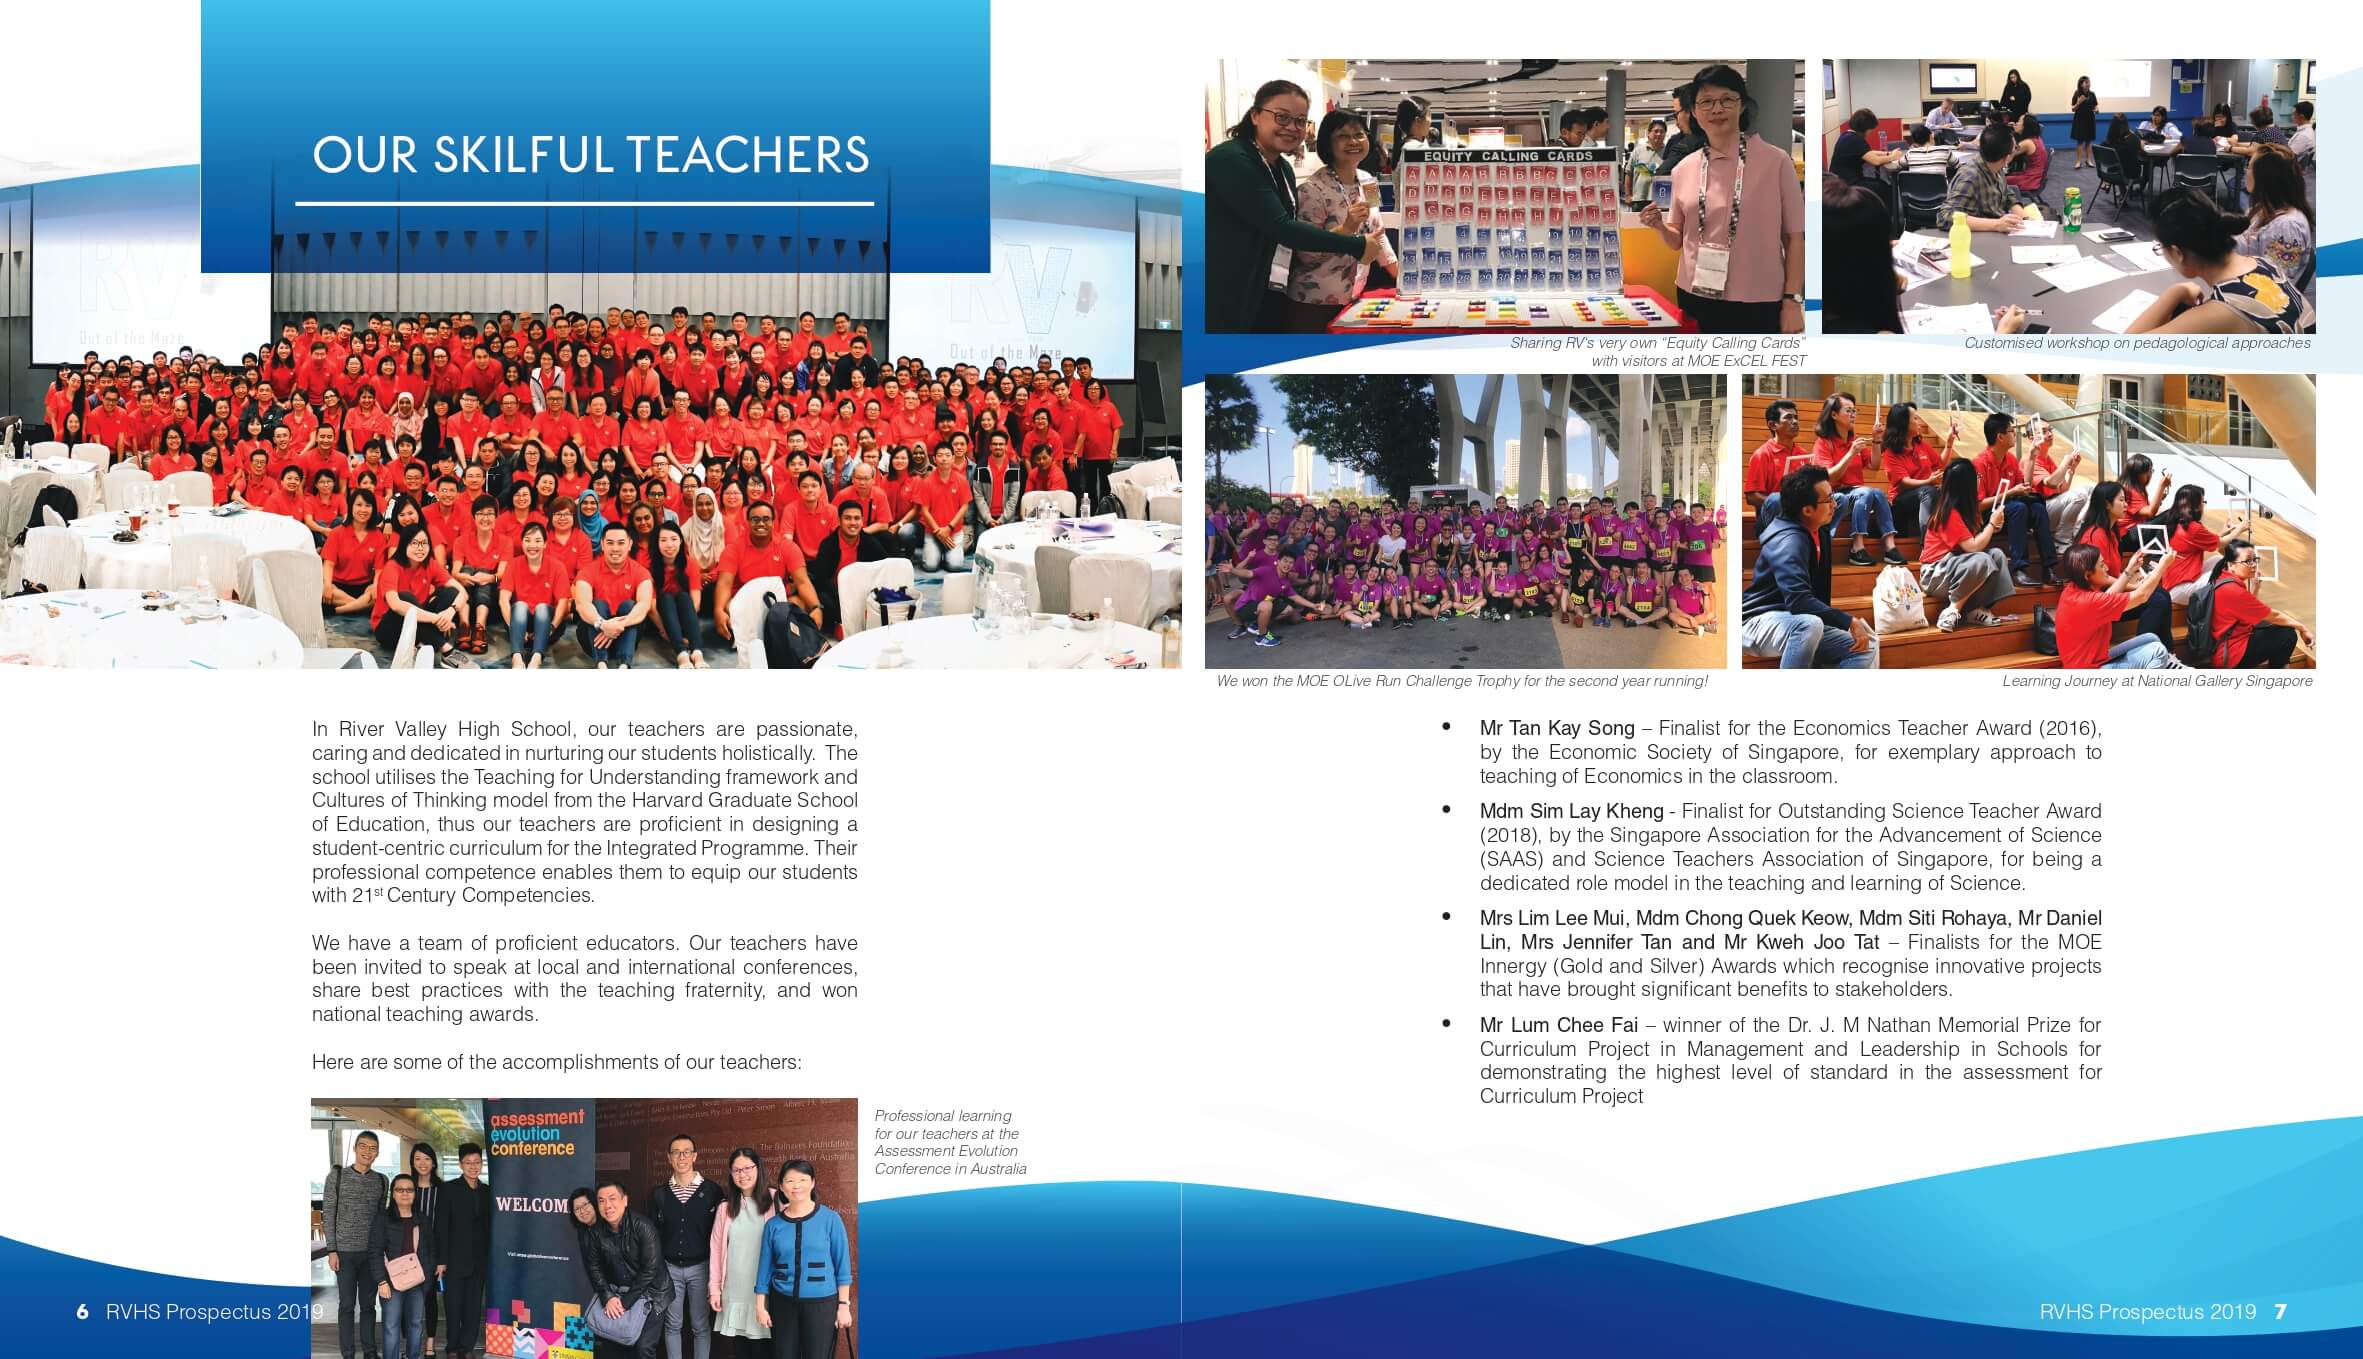 OUR SKILFUL TEACHERS
RV
Out of the Maze
RV
Out of the Maze
In River Valley High School, our teachers are passionate,
caring and dedicated in nurturing our students holistically. The
school utilises the Teaching for Understanding framework and
Cultures of Thinking model from the Harvard Graduate School
of Education, thus our teachers are proficient in designing a
student-centric curriculum for the Integrated Programme. Their
professional competence enables them to equip our students
with 21st Century Competencies.
We have a team of proficient educators. Our teachers have
been invited to speak at local and international conferences,
share best practices with the teaching fraternity, and won
national teaching awards.
Here are some of the accomplishments of our teachers:
assessment
evolution
conference
WELCOM
Professional learning
for our teachers at the
Assessment Evolution
Conference in Australia
6 RVHS Prospectus 2019
EQUITY CALLING CARDS
Sharing RV's very own “Equity Calling Cards”
with visitors at MOE ExCEL FEST
Customised workshop on pedagological approaches
We won the MOE OLive Run Challenge Trophy for the second year running!
Learning Journey at National Gallery Singapore
• Mr Tan Kay Song – Finalist for the Economics Teacher Award (2016),
by the Economic Society of Singapore, for exemplary approach to
teaching of Economics in the classroom.
• Mdm Sim Lay Kheng - Finalist for Outstanding Science Teacher Award
(2018), by the Singapore Association for the Advancement of Science
(SAAS) and Science Teachers Association of Singapore, for being a
dedicated role model in the teaching and learning of Science.
• Mrs Lim Lee Mui, Mdm Chong Quek Keow, Mdm Siti Rohaya, Mr Daniel
Lin, Mrs Jennifer Tan and Mr Kweh Joo Tat – Finalists for the MOE
Innergy (Gold and Silver) Awards which recognise innovative projects
that have brought significant benefits to stakeholders.
• Mr Lum Chee Fai – winner of the Dr. J. M Nathan Memorial Prize for
Curriculum Project in Management and Leadership in Schools for
demonstrating the highest level of standard in the assessment for
Curriculum Project
RVHS Prospectus 2019 7